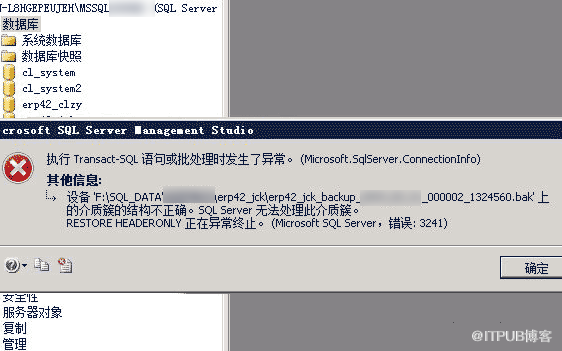 -L8HGEPEUJEH\MSSQL (SQL Server
数据库
系统数据库
数据库快照
cl_system
cl_system2
erp42_clzy
crosoft SQL Server Management Studio
执行 Transact-SQL 语句或批处理时发生了异常。 (Microsoft.SqlServer.ConnectionInfo)
其他信息:
设备 'F:\SQL_DATA\ \erp42_jck\erp42_jck_backup_ _000002_1324560.bak' 上
的介质簇的结构不正确。SQL Server 无法处理此介质簇。
RESTORE HEADERONLY 正在异常终止。 (Microsoft SQL Server，错误: 3241)
确定
安全性
服务器对象
复制
管理
@ITPUB博客